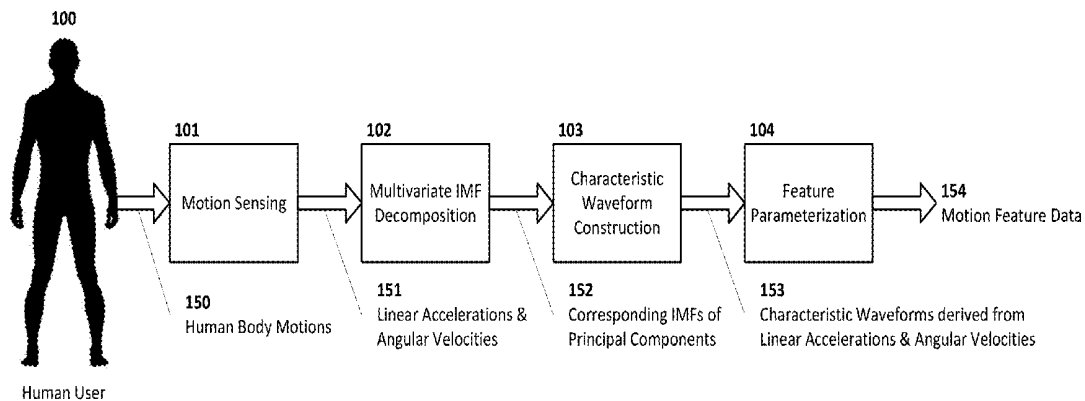 100
101
102
103
104
Motion Sensing
Multivariate IMF
Decomposition
Characteristic
Waveform
Construction
Feature
Parameterization
154
Motion Feature Data
150
Human Body Motions
151
Linear Accelerations &
Angular Velocities
152
Corresponding IMFs of
Principal Components
153
Characteristic Waveforms derived from
Linear Accelerations & Angular Velocities
Human User